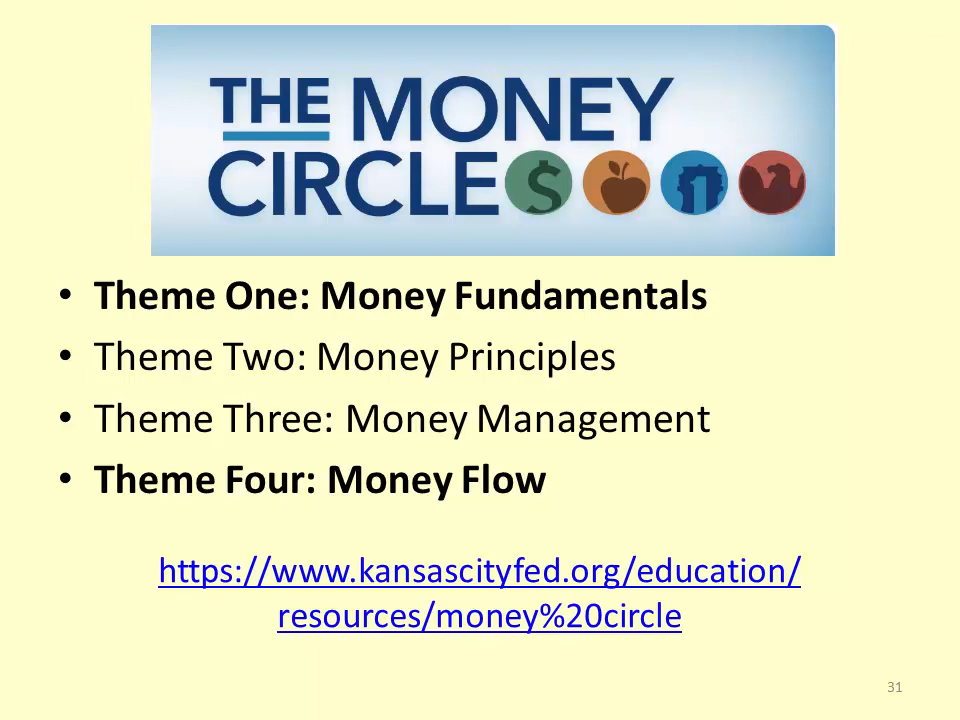 THE MONEY
CIRCLE $ 1
• Theme One: Money Fundamentals
• Theme Two: Money Principles
• Theme Three: Money Management
• Theme Four: Money Flow
https://www.kansascityfed.org/education/
resources/money%20circle
31